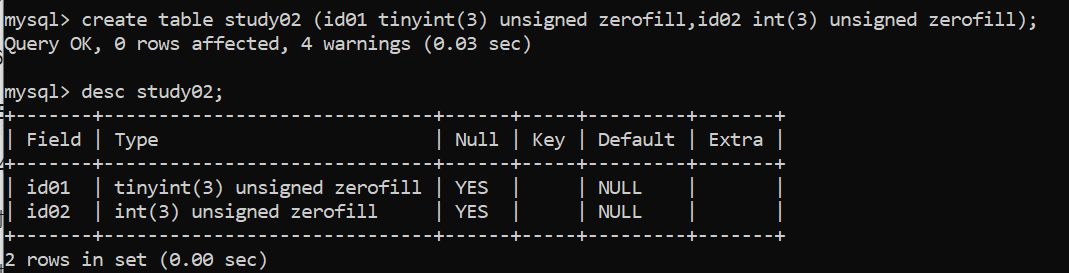 mysql> create table study02 (id01 tinyint(3) unsigned zerofill,id02 int(3) unsigned zerofill);
Query OK, 0 rows affected, 4 warnings (0.03 sec)
mysql> desc study02;
+-------+------------------------------+------+-----+---------+-------+
| Field | Type                         | Null | Key | Default | Extra |
+-------+------------------------------+------+-----+---------+-------+
| id01  | tinyint(3) unsigned zerofill | YES  |     | NULL    |       |
| id02  | int(3) unsigned zerofill     | YES  |     | NULL    |       |
+-------+------------------------------+------+-----+---------+-------+
2 rows in set (0.00 sec)